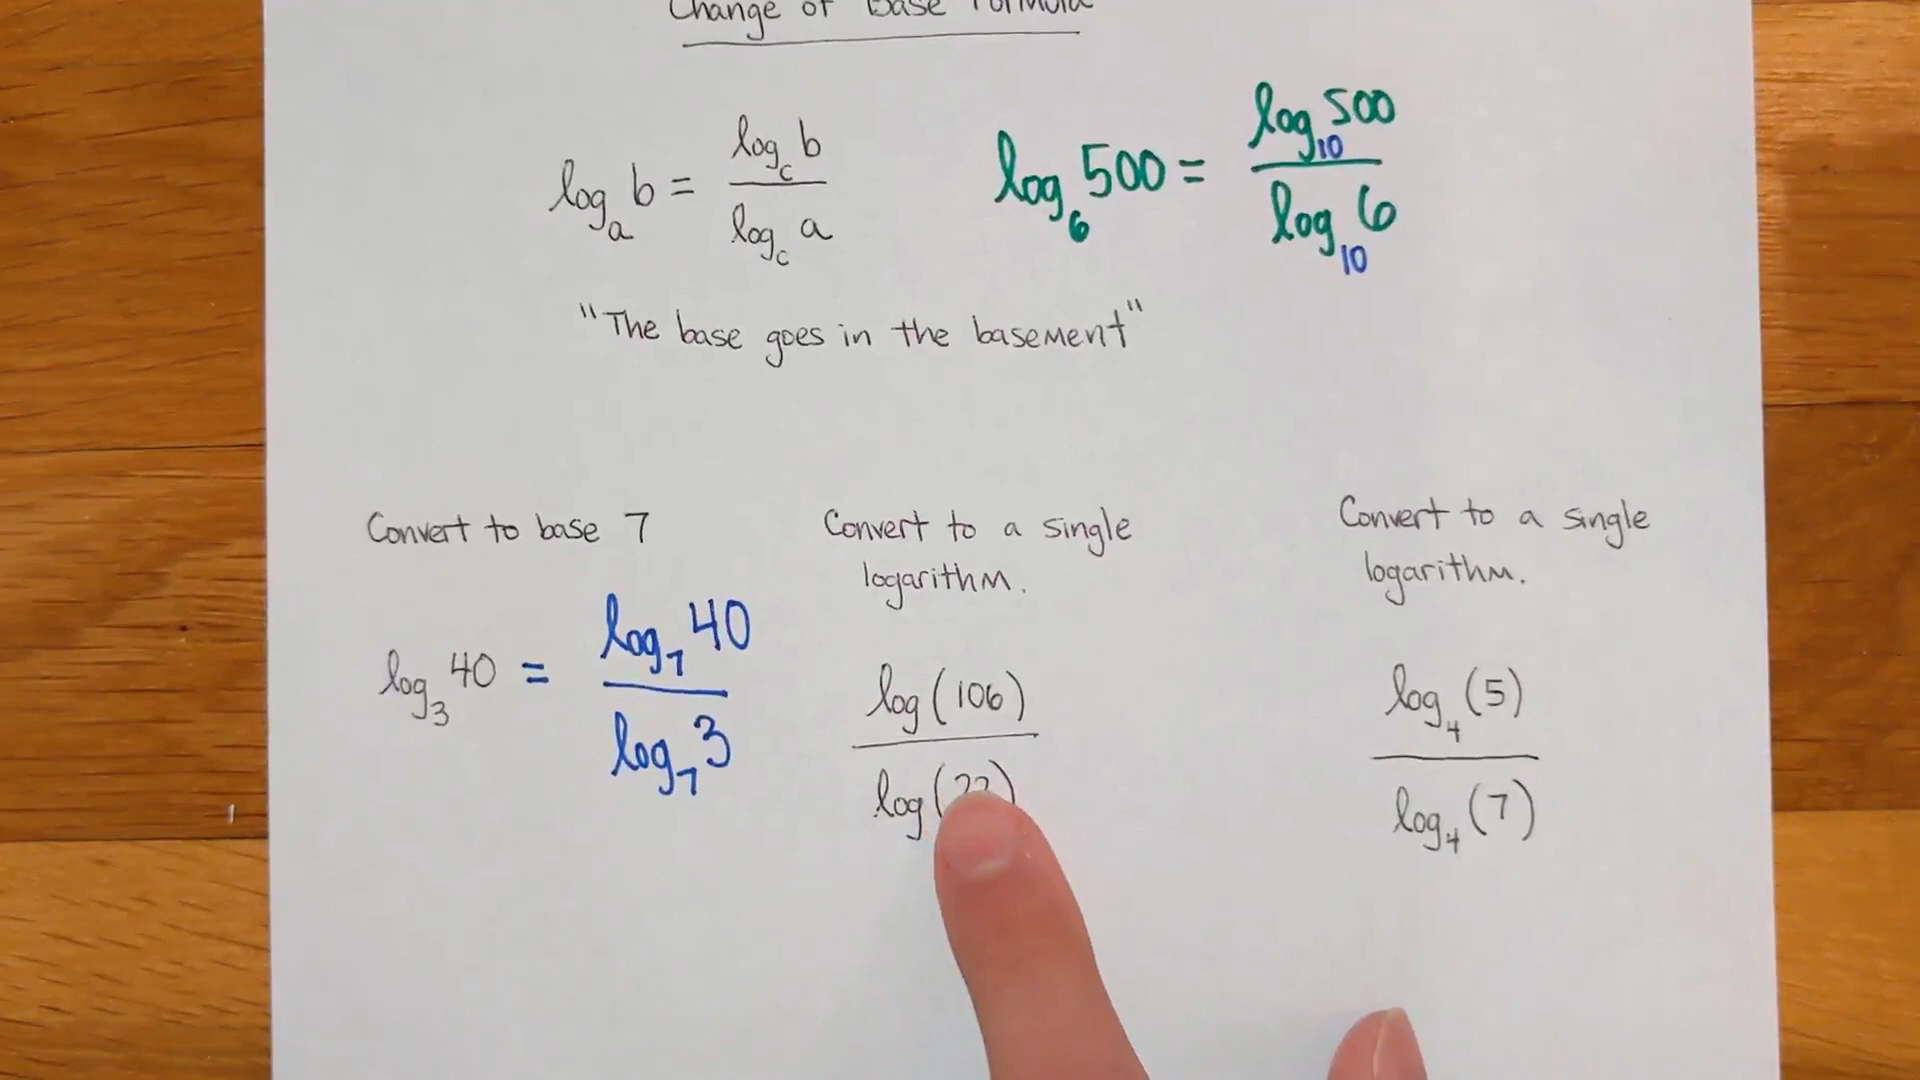 Change of Base Formula
log_a b = log_c b / log_c a
log_6 500 = log_10 500 / log_10 6
"The base goes in the basement"
Convert to base 7
log_3 40 = log_7 40 / log_7 3
Convert to a single
logarithm.
log(106)
log(
Convert to a single
logarithm.
log_4(5)
log_4(7)